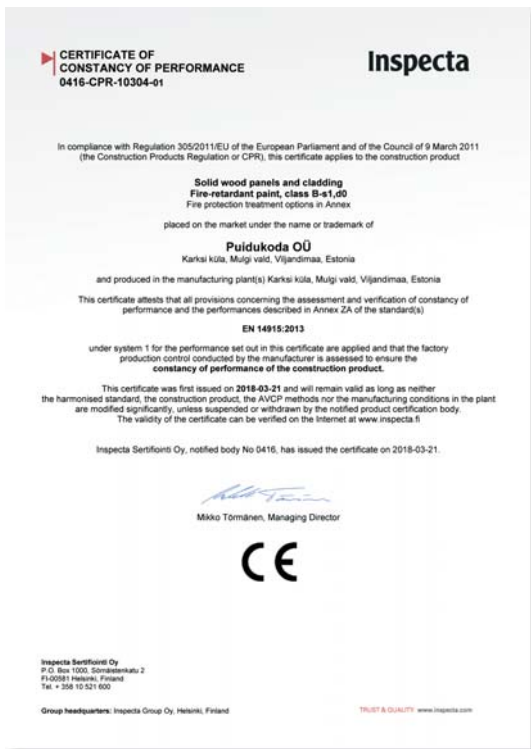 CERTIFICATE OF
CONSTANCY OF PERFORMANCE
0416-CPR-10304-01
Inspecta
In compliance with Regulation 305/2011/EU of the European Parliament and of the Council of 9 March 2011
(the Construction Products Regulation or CPR), this certificate applies to the construction product
Solid wood panels and cladding
Fire-retardant paint, class B-s1,d0
Fire protection treatment options in Annex
placed on the market under the name or trademark of
Puidukoda OÜ
Karksi küla, Mulgi vald, Viljandimaa, Estonia
and produced in the manufacturing plant(s) Karksi küla, Mulgi vald, Viljandimaa, Estonia
This certificate attests that all provisions concerning the assessment and verification of constancy of
performance and the performances described in Annex ZA of the standard(s)
EN 14915:2013
under system 1 for the performance set out in this certificate are applied and that the factory
production control conducted by the manufacturer is assessed to ensure the
constancy of performance of the construction product.
This certificate was first issued on 2018-03-21 and will remain valid as long as neither
the harmonised standard, the construction product, the AVCP methods nor the manufacturing conditions in the plant
are modified significantly, unless suspended or withdrawn by the notified product certification body.
The validity of the certificate can be verified on the Internet at www.inspecta.fi
Inspecta Sertifiointi Oy, notified body No 0416, has issued the certificate on 2018-03-21.
Mikko Törmänen, Managing Director
CE
Inspecta Sertifiointi Oy
P.O. Box 1000, Sörnäistenkatu 2
FI-00581 Helsinki, Finland
Tel. + 358 10 521 600
Group headquarters: Inspecta Group Oy, Helsinki, Finland
TRUST & QUALITY www.inspecta.com